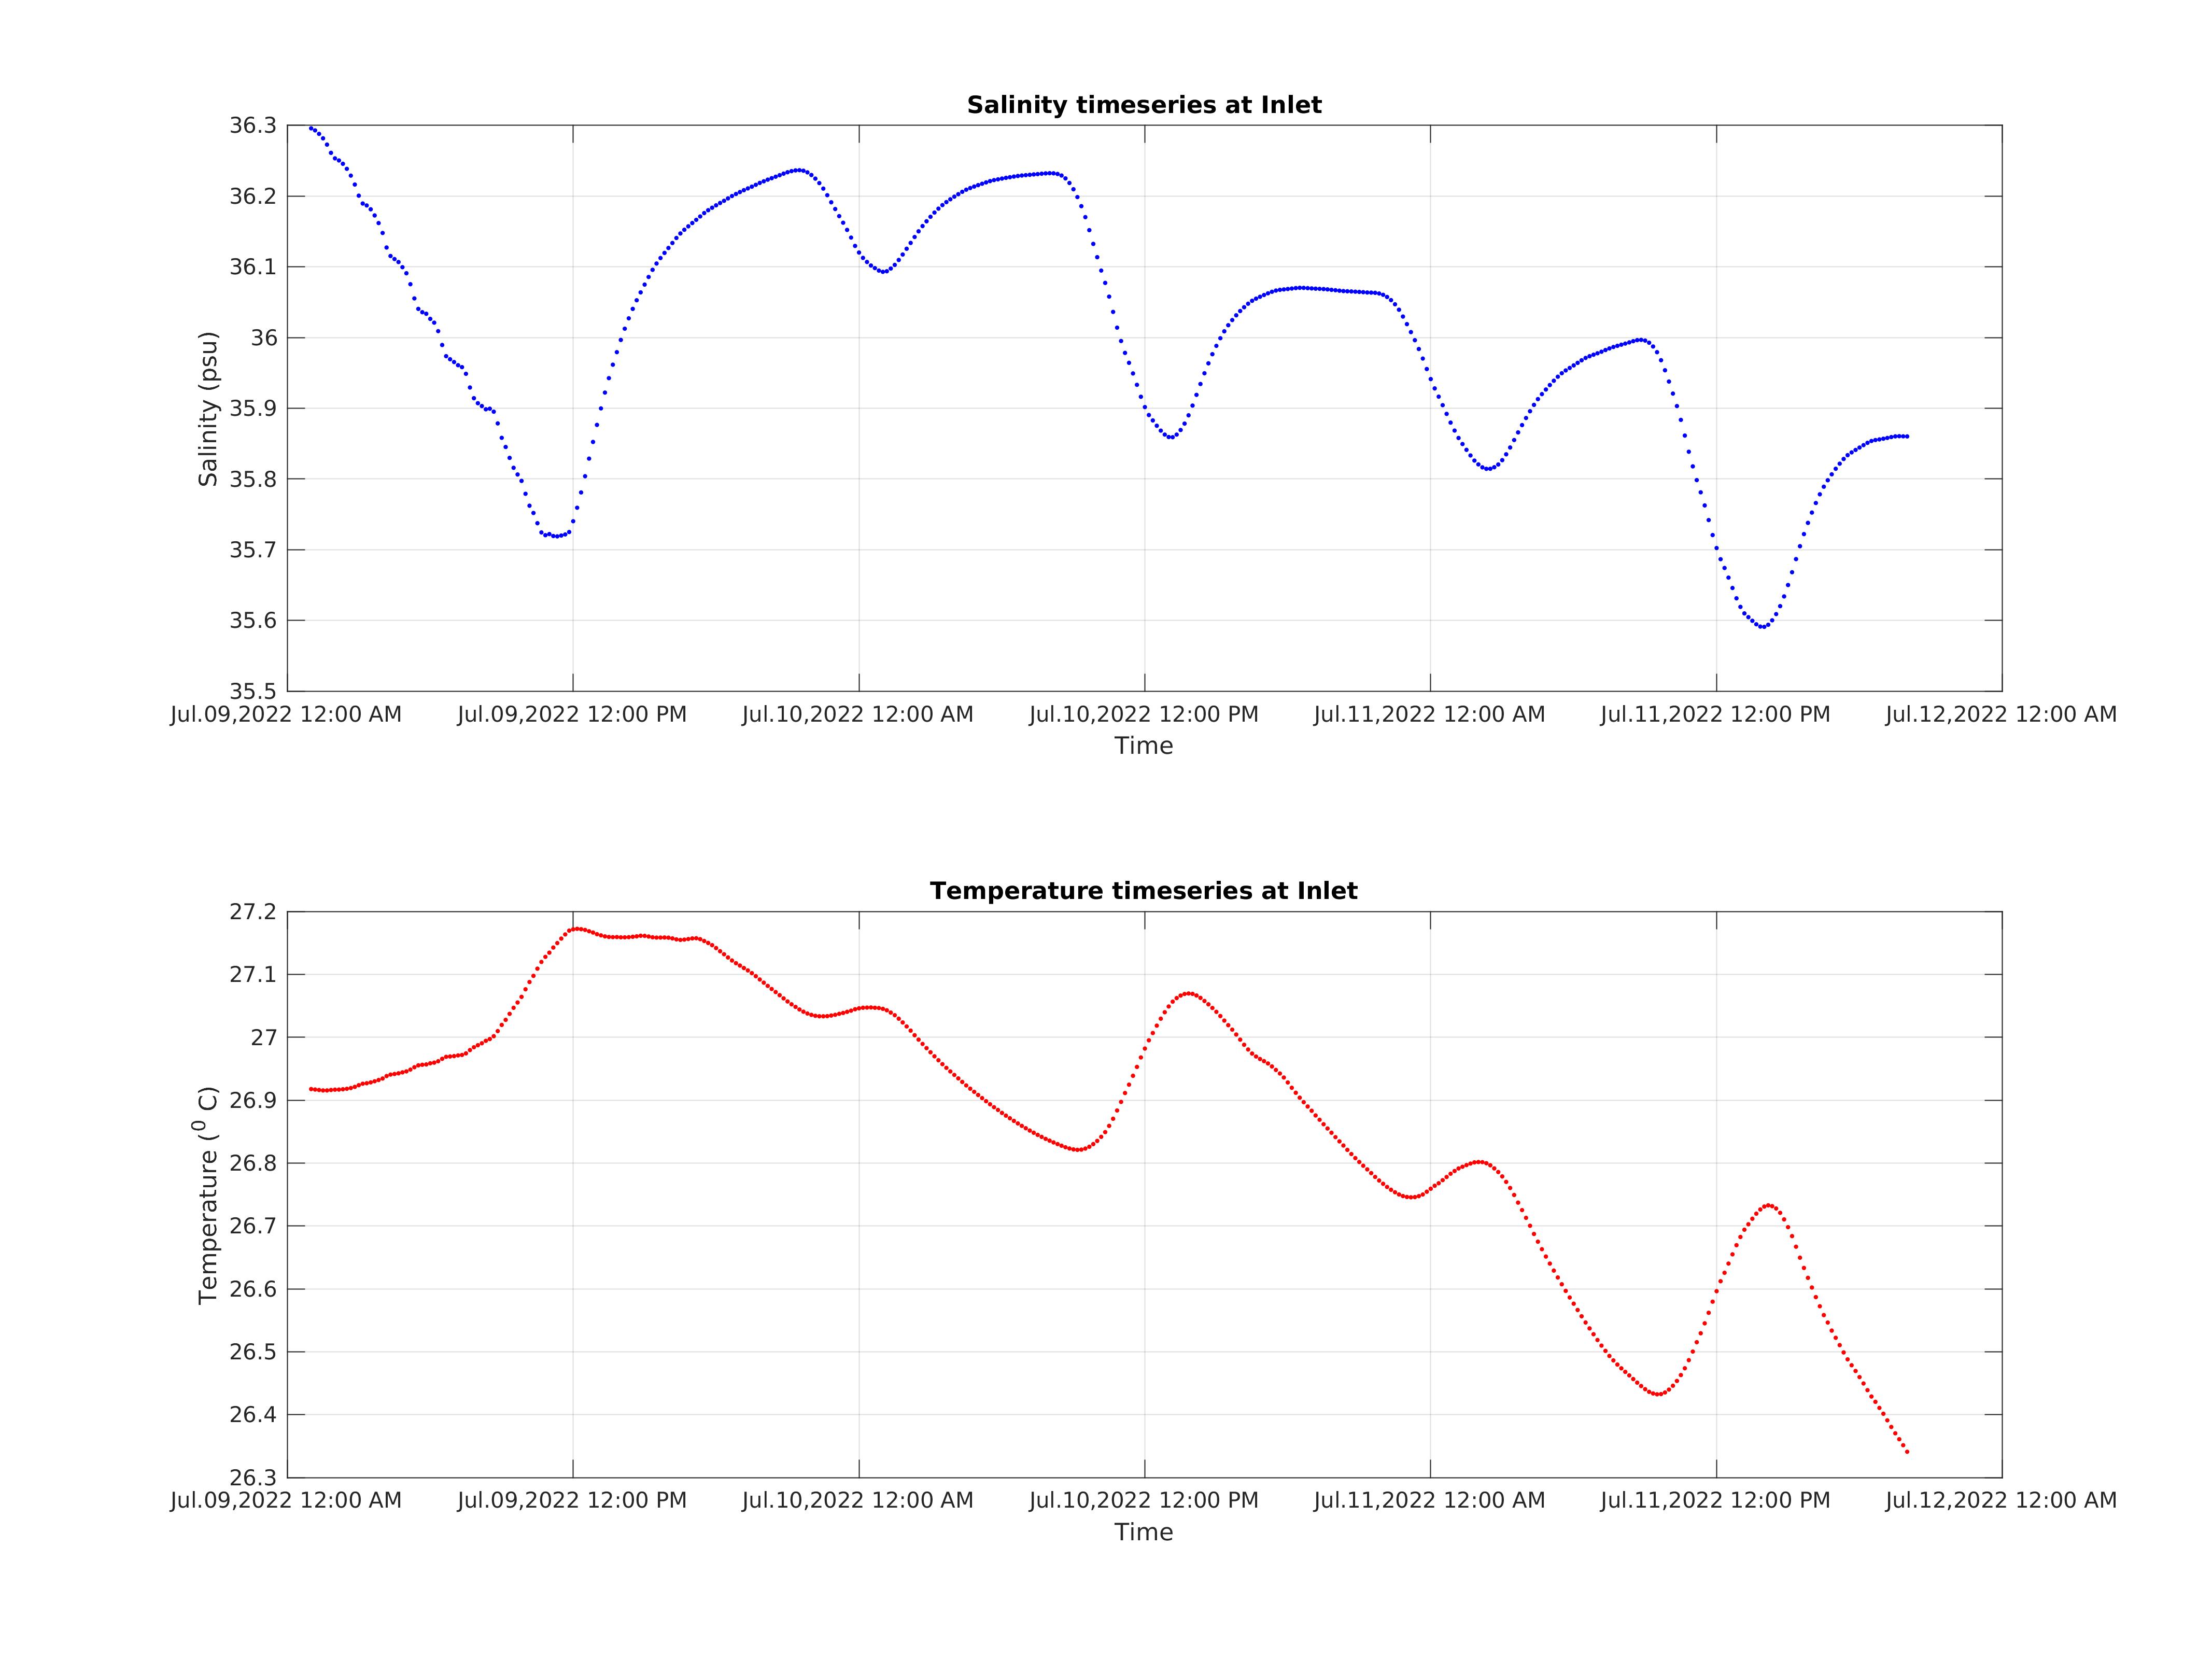 Salinity timeseries at Inlet
36.3
36.2
36.1
36
35.9
35.8
35.7
35.6
35.5
Salinity (psu)
Jul.09,2022 12:00 AM Jul.09,2022 12:00 PM Jul.10,2022 12:00 AM Jul.10,2022 12:00 PM Jul.11,2022 12:00 AM Jul.11,2022 12:00 PM Jul.12,2022 12:00 AM
Time
Temperature timeseries at Inlet
27.2
27.1
27
26.9
26.8
26.7
26.6
26.5
26.4
26.3
Temperature (⁰ C)
Jul.09,2022 12:00 AM Jul.09,2022 12:00 PM Jul.10,2022 12:00 AM Jul.10,2022 12:00 PM Jul.11,2022 12:00 AM Jul.11,2022 12:00 PM Jul.12,2022 12:00 AM
Time